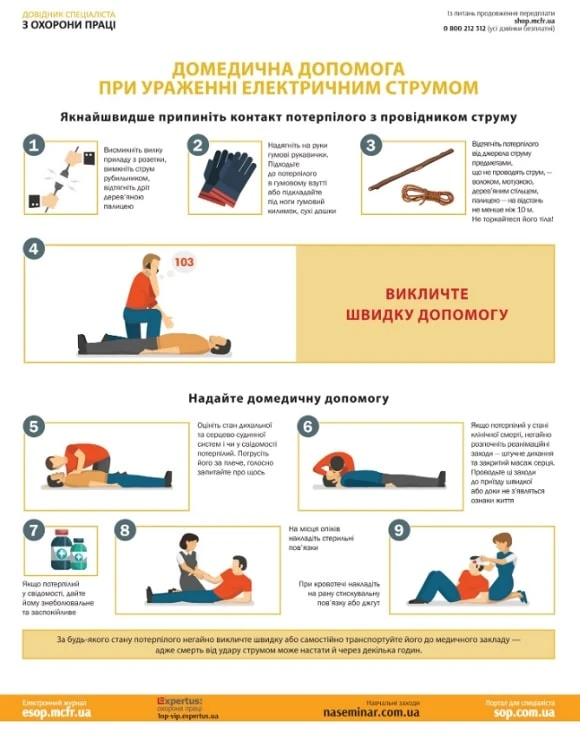 ДОВІДНИК СПЕЦІАЛІСТА
З ОХОРОНИ ПРАЦІ
Із питань продовження передплати
shop.mcfr.ua
0 800 212 312 (усі дзвінки безплатні)
ДОМЕДИЧНА ДОПОМОГА
ПРИ УРАЖЕННІ ЕЛЕКТРИЧНИМ СТРУМОМ
Якнайшвидше припиніть контакт потерпілого з провідником струму
1
Висмикніть вилку
приладу з розетки,
вимкніть струм
рубильником,
відтягніть дріт
дерев'яною
палицею
2
Надягніть на руки
гумові рукавички.
Підходьте
до потерпілого
в гумовому взутті
або підкладайте
під ноги гумовий
килимок, сухі дошки
3
Відтягніть потерпілого
від джерела струму
предметами,
що не проводять струм, —
волоком, мотузкою,
дерев'яним стільцем,
палицею — на відстань
не менше ніж 10 м.
Не торкайтеся його тіла!
4
103
ВИКЛИЧТЕ
ШВИДКУ ДОПОМОГУ
Надайте домедичну допомогу
5
Оцініть стан дихальної
та серцево-судинної
систем і чи у свідомості
потерпілий. Потрусіть
його за плече, голосно
запитайте про щось
6
Якщо потерпілий у стані
клінічної смерті, негайно
розпочніть реанімаційні
заходи — штучне дихання
та закритий масаж серця.
Проводьте ці заходи
до приїзду швидкої
або доки не з'являться
ознаки життя
7
Якщо потерпілий
у свідомості, дайте
йому знеболювальне
та заспокійливе
8
На місця опіків
накладіть стерильні
пов'язки
9
При кровотечі накладіть
на рану стискувальну
пов'язку або джгут
За будь-якого стану потерпілого негайно викличте швидку або самостійно транспортуйте його до медичного закладу —
адже смерть від удару струмом може настати й через декілька годин.
Електронний журнал
esop.mcfr.ua
Expertus:
охорона праці
1op-vip.expertus.ua
Навчальні заходи
naseminar.com.ua
Портал для спеціаліста
sop.com.ua